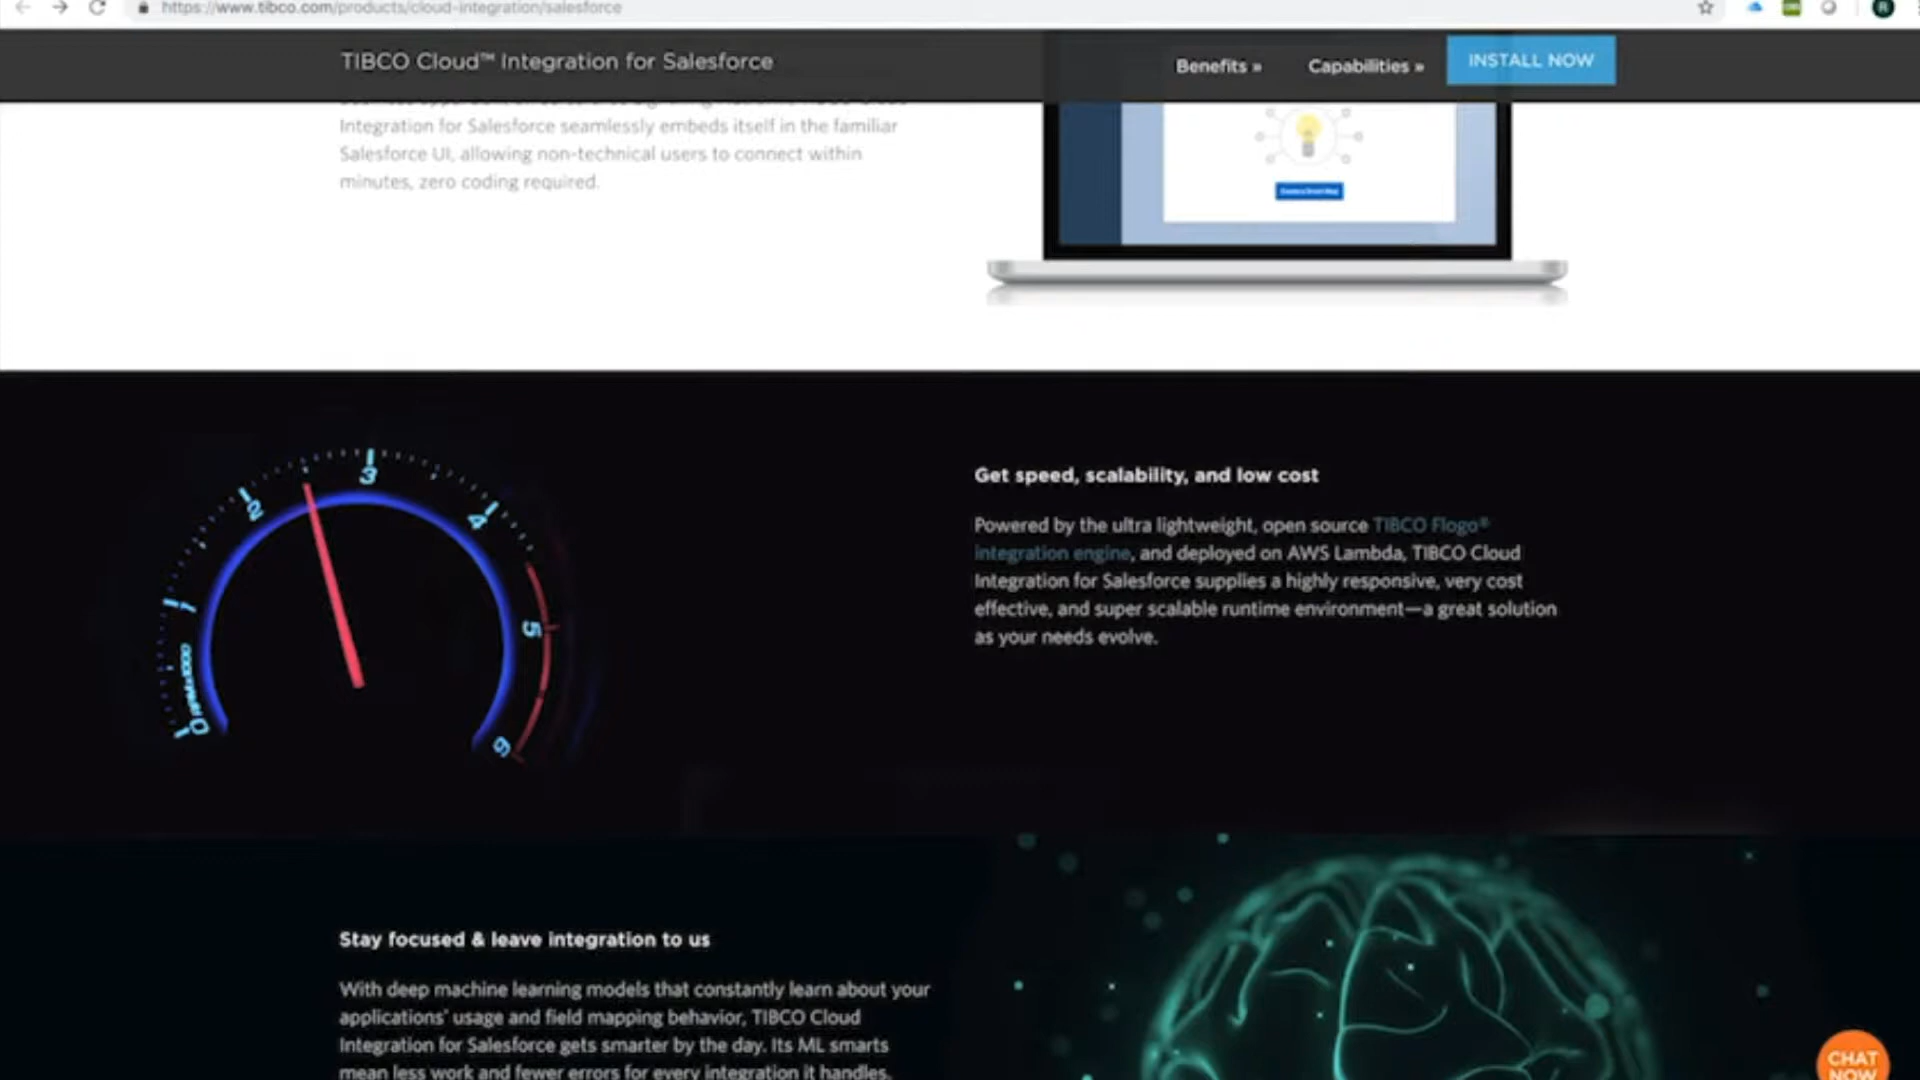 https://www.tibco.com/products/cloud-integration/salesforce
TIBCO Cloud™ Integration for Salesforce
Benefits »
Capabilities »
INSTALL NOW
Integration for Salesforce seamlessly embeds itself in the familiar
Salesforce UI, allowing non-technical users to connect within
minutes, zero coding required.
3
2
4
1
5
RPMx1000
0
6
Get speed, scalability, and low cost
Powered by the ultra lightweight, open source TIBCO Flogo®
integration engine, and deployed on AWS Lambda, TIBCO Cloud
Integration for Salesforce supplies a highly responsive, very cost
effective, and super scalable runtime environment—a great solution
as your needs evolve.
Stay focused & leave integration to us
With deep machine learning models that constantly learn about your
applications' usage and field mapping behavior, TIBCO Cloud
Integration for Salesforce gets smarter by the day. Its ML smarts
mean less work and fewer errors for every integration it handles.
CHAT
NOW